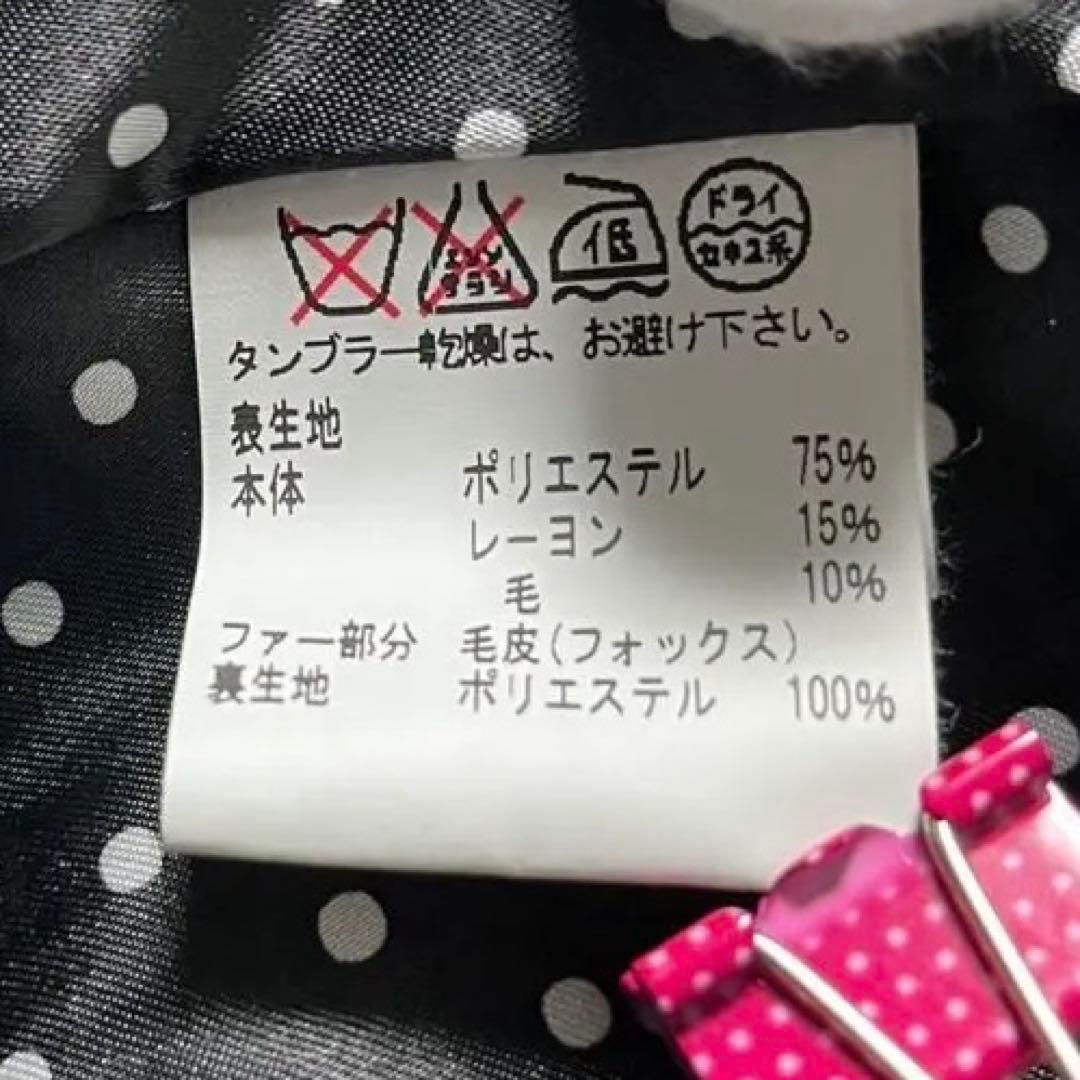 エンソ
サラシ
低
ドライ
セキユ系
タンブラー乾燥は、お避け下さい。
表生地
本体 ポリエステル 75%
レーヨン 15%
毛 10%
ファー部分 毛皮(フォックス)
裏生地 ポリエステル 100%